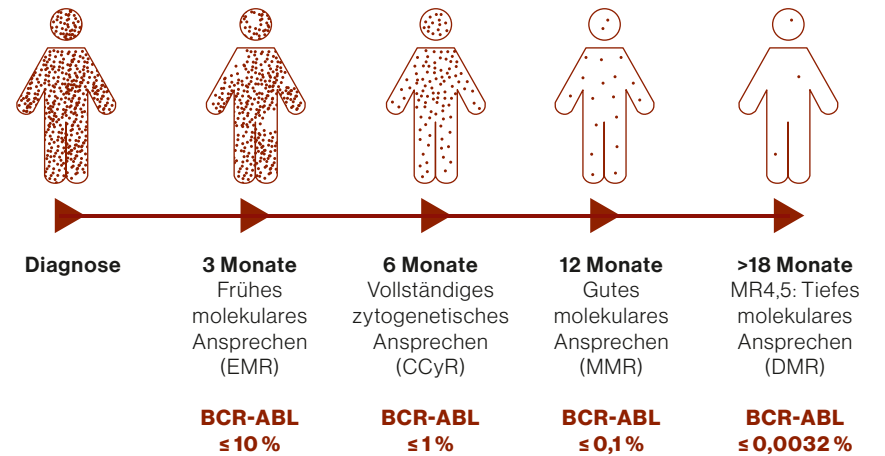 Diagnose
3 Monate
Frühes
molekulares
Ansprechen
(EMR)
BCR-ABL
≤ 10 %
6 Monate
Vollständiges
zytogenetisches
Ansprechen
(CCyR)
BCR-ABL
≤ 1 %
12 Monate
Gutes
molekulares
Ansprechen
(MMR)
BCR-ABL
≤ 0,1 %
>18 Monate
MR4,5: Tiefes
molekulares
Ansprechen
(DMR)
BCR-ABL
≤ 0,0032 %